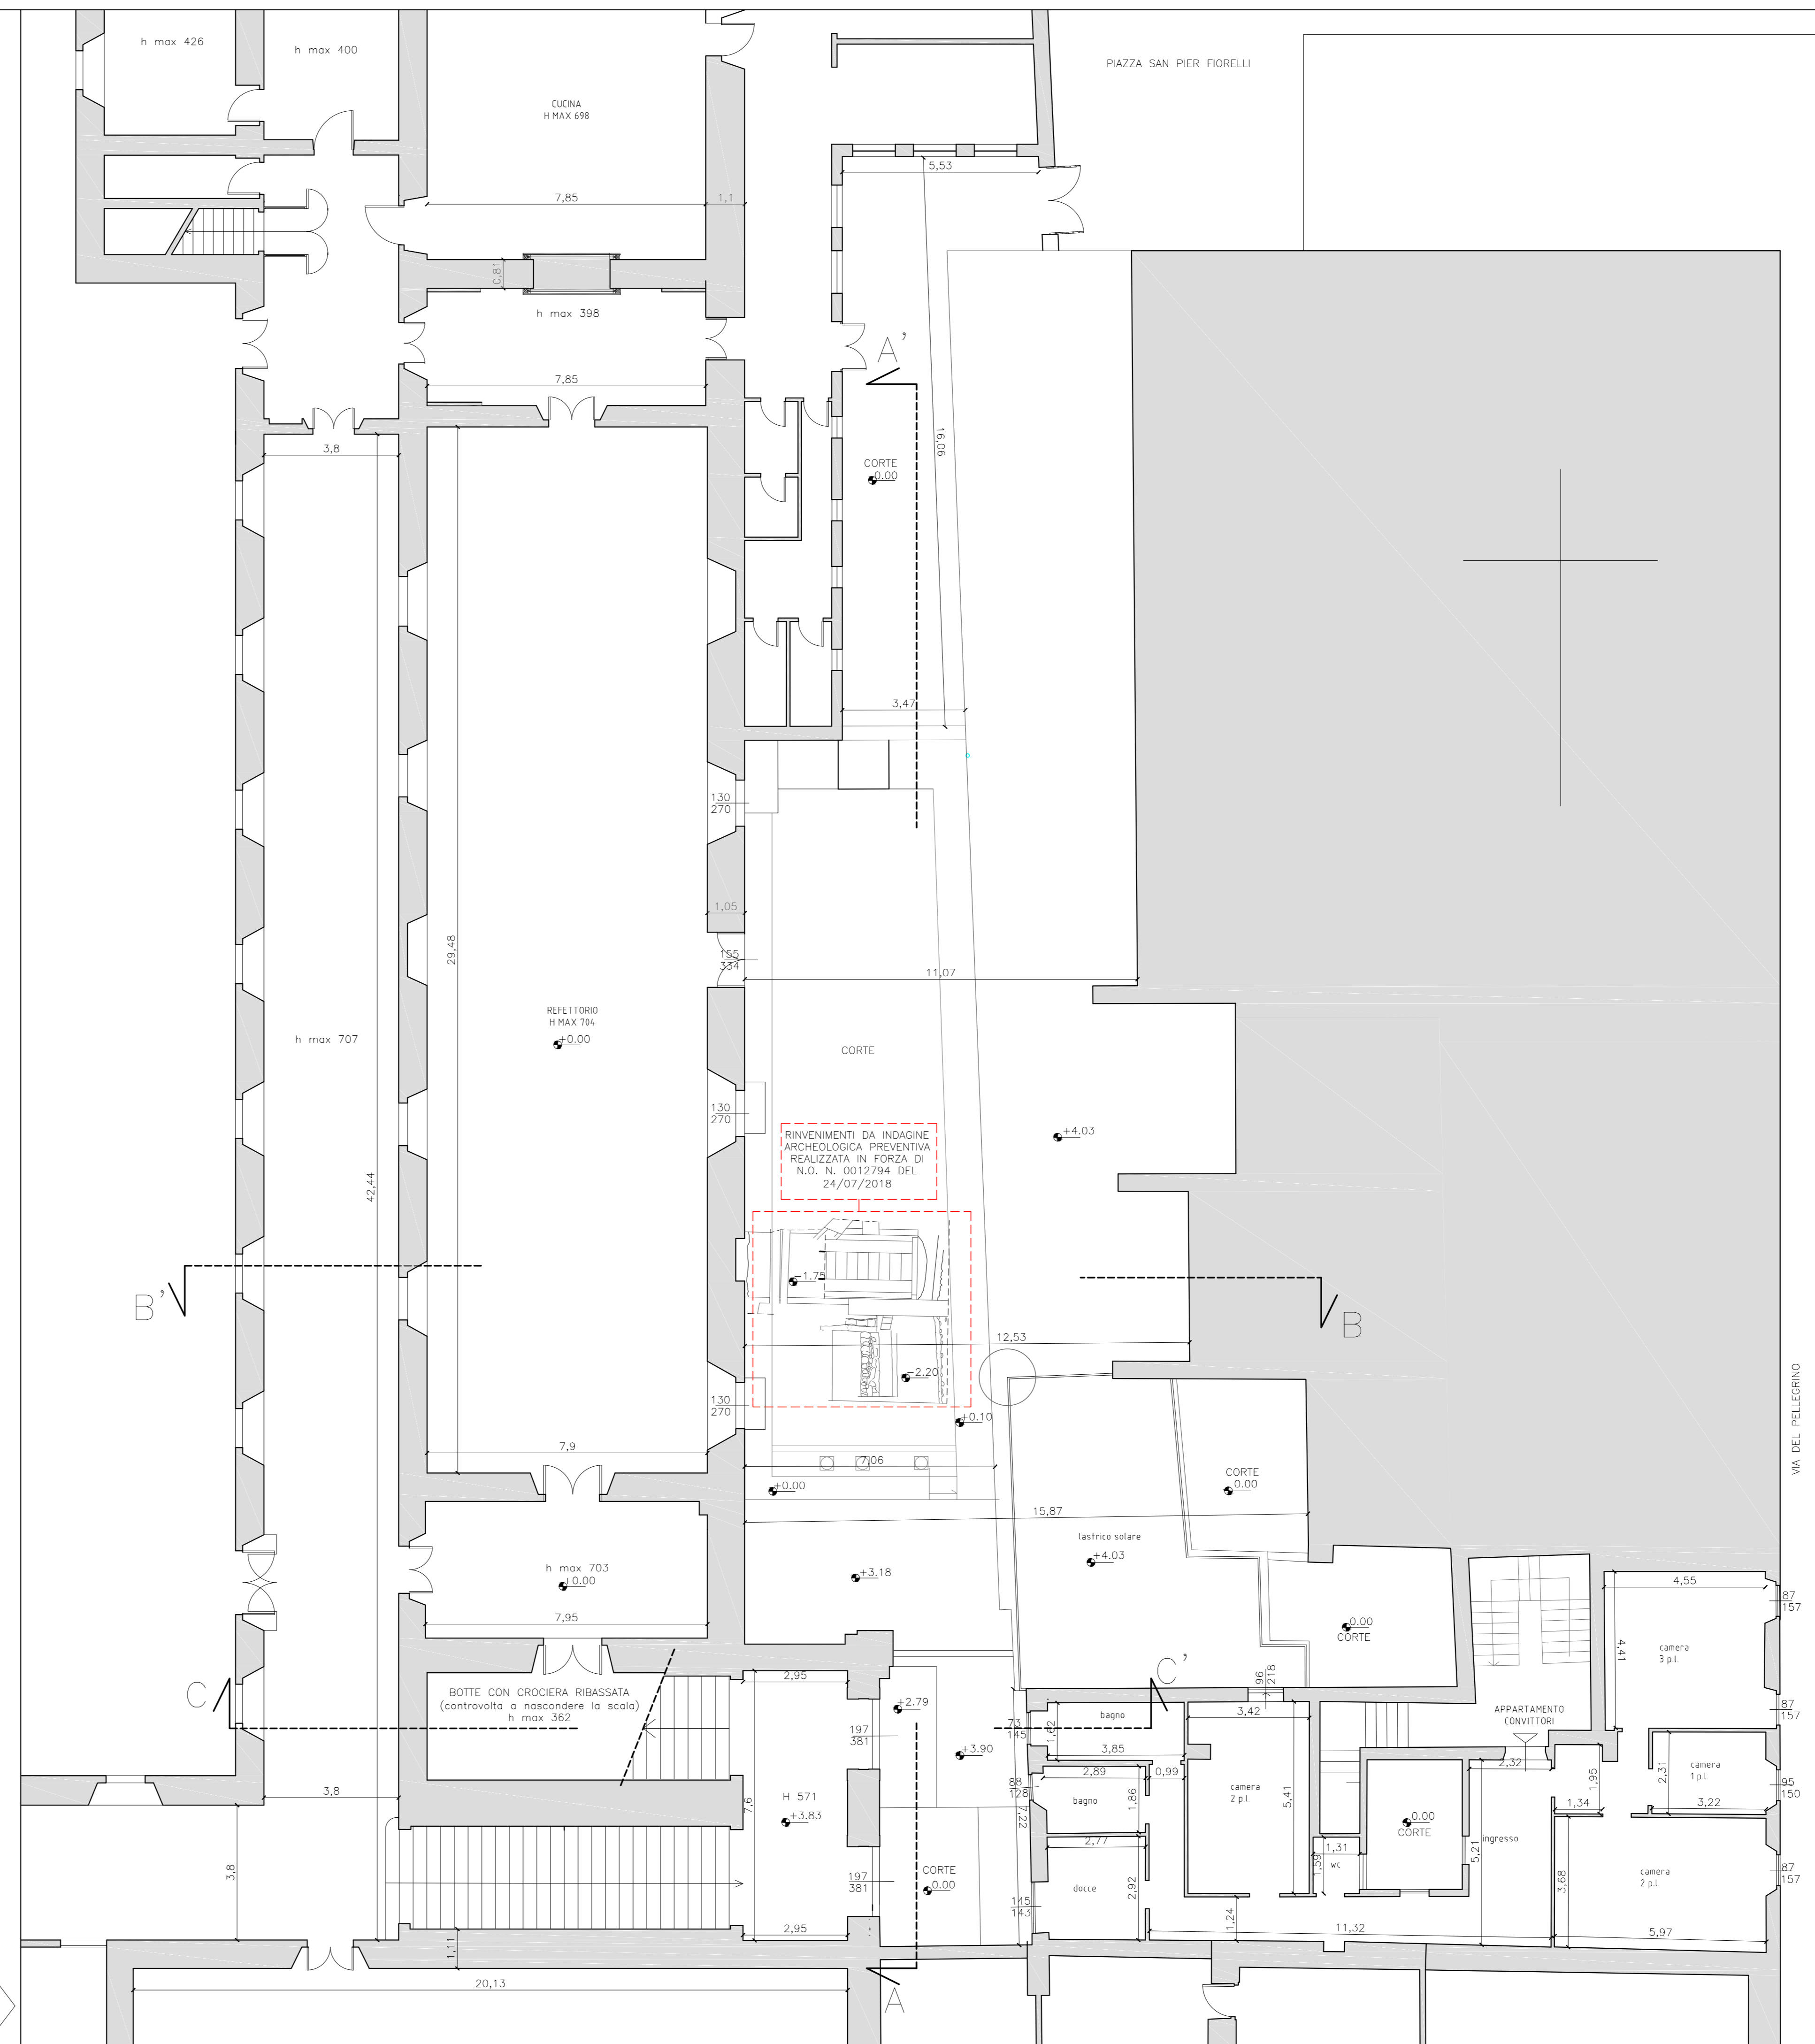 h max 426
h max 400
CUCINA
H MAX 698
PIAZZA SAN PIER FIORELLI
5,53
7,85
1,1
0,81
h max 398
A'
7,85
3,8
16,06
CORTE
0.00
3,47
130
270
1,05
29,48
155
334
11,07
REFETTORIO
H MAX 704
+0.00
h max 707
CORTE
130
270
+4.03
RINVENIMENTI DA INDAGINE
ARCHEOLOGICA PREVENTIVA
REALIZZATA IN FORZA DI
N.O. N. 0012794 DEL
24/07/2018
42,44
-1.75
B'
B
12,53
-2.20
130
270
+0.10
VIA DEL PELLEGRINO
7,9
7,06
CORTE
0.00
+0.00
15,87
lastrico solare
+4.03
h max 703
+0.00
+3.18
4,55
87
157
7,95
0.00
CORTE
4,41
camera
3 p.l.
C
BOTTE CON CROCIERA RIBASSATA
(controvolta a nascondere la scala)
h max 362
2,95
C'
96
218
+2.79
197
381
73
145
bagno
1,62
3,42
3,85
APPARTAMENTO
CONVITTORI
87
157
+3.90
2,89
0,99
2,32
1,95
2,31
camera
1 p.l.
95
150
88
128
bagno
1,86
camera
2 p.l.
5,41
1,34
3,22
3,8
7,6
H 571
+3.83
7,22
0.00
CORTE
ingresso
5,21
3,8
2,77
1,31
1,59
wc
197
381
CORTE
0.00
docce
2,92
145
143
camera
2 p.l.
3,68
87
157
2,95
1,24
11,32
5,97
1,11
20,13
A